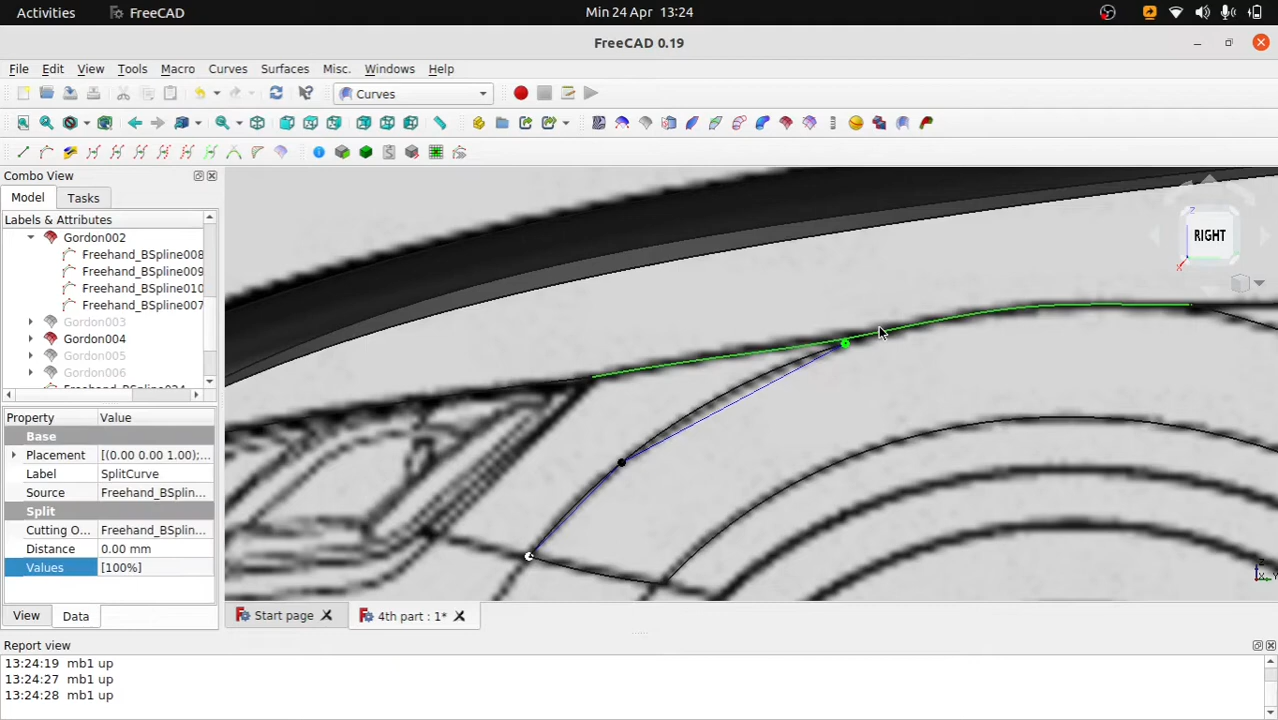 Activities FreeCAD Min 24 Apr 13:24
FreeCAD 0.19
File Edit View Tools Macro Curves Surfaces Misc. Windows Help
Curves
Combo View
Model Tasks
Labels & Attributes
Gordon002
Freehand_BSpline008
Freehand_BSpline009
Freehand_BSpline010
Freehand_BSpline007
Gordon003
Gordon004
Gordon006
Freehand_BSpline024
Property Value
Base
Placement [(0.00 0.00 1.00);...
Label SplitCurve
Source Freehand_BSplin...
Split
Cutting O... Freehand_BSplin...
Distance 0.00 mm
Values [100%]
View Data
RIGHT
Z
X
Start page 4th part : 1*
Report view
13:24:19 mb1 up
13:24:27 mb1 up
13:24:28 mb1 up